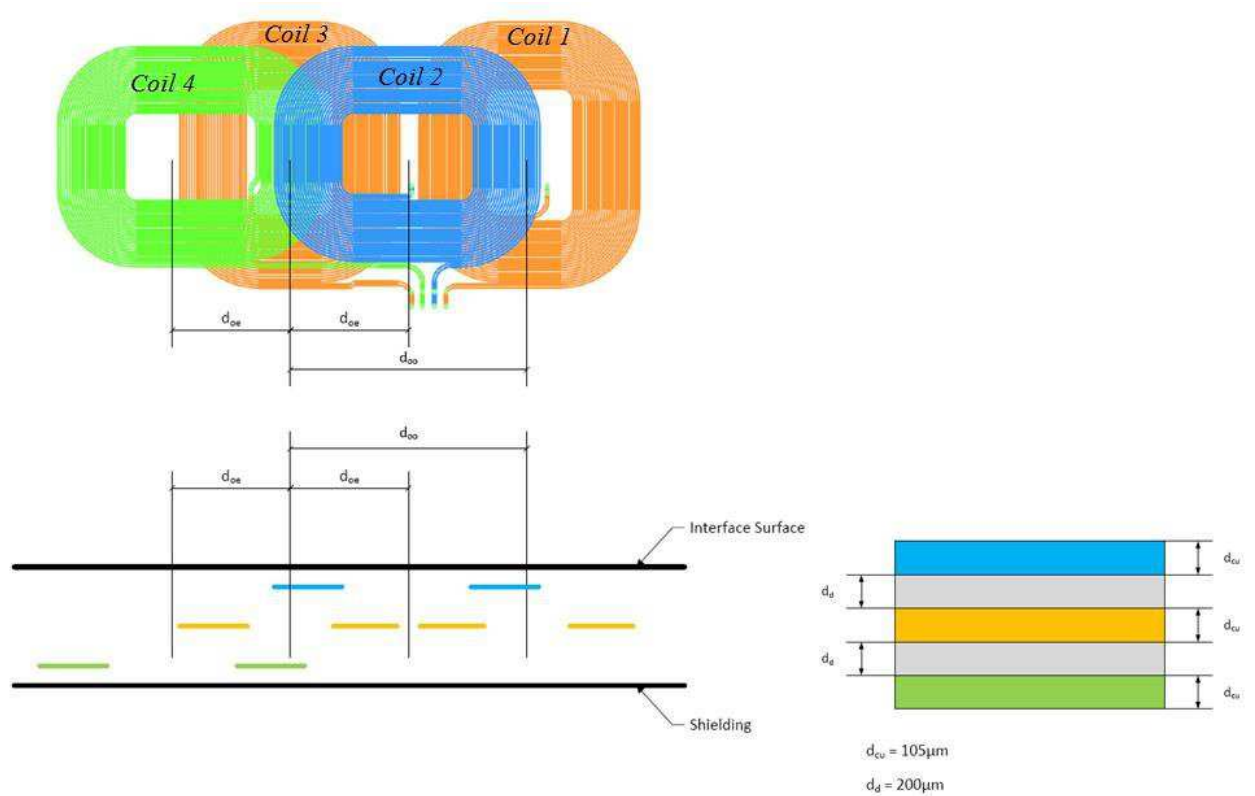 Coil 3
Coil 1
Coil 2
Coil 4
doe
doe
doo
doo
doe
doe
Interface Surface
Shielding
dcu
dd
dcu
dd
dcu
dcu = 105µm
dd = 200µm